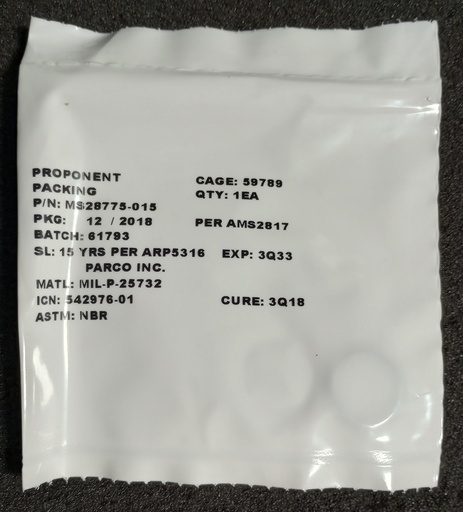 PROPONENT
PACKING
CAGE: 59789
QTY: 1EA
P/N: MS28775-015
PKG: 12 / 2018 PER AMS2817
BATCH: 61793
SL: 15 YRS PER ARP5316 EXP: 3Q33
PARCO INC.
MATL: MIL-P-25732
ICN: 542976-01 CURE: 3Q18
ASTM: NBR